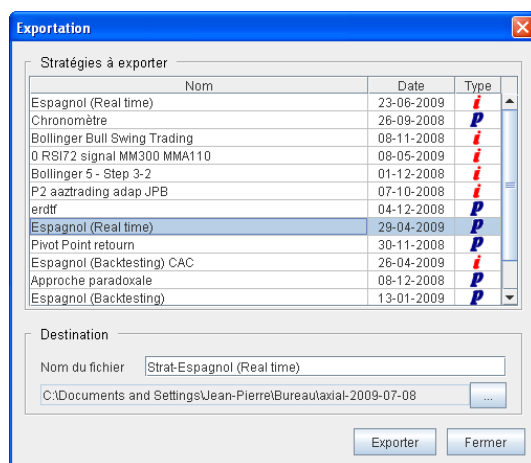 Exportation
Stratégies à exporter
Nom Date Type
Espagnol (Real time) 23-06-2009 i
Chronomètre 26-09-2008 P
Bollinger Bull Swing Trading 08-11-2008 i
0 RSI72 signal MM300 MMA110 08-05-2009 i
Bollinger 5 - Step 3-2 01-12-2008 i
P2 aaztrading adap JPB 07-10-2008 i
erdtf 04-12-2008 P
Espagnol (Real time) 29-04-2009 P
Pivot Point retourn 30-11-2008 P
Espagnol (Backtesting) CAC 26-04-2009 i
Approche paradoxale 08-12-2008 P
Espagnol (Backtesting) 13-01-2009 P
Destination
Nom du fichier Strat-Espagnol (Real time)
C:\Documents and Settings\Jean-Pierre\Bureau\axial-2009-07-08 ...
Exporter Fermer